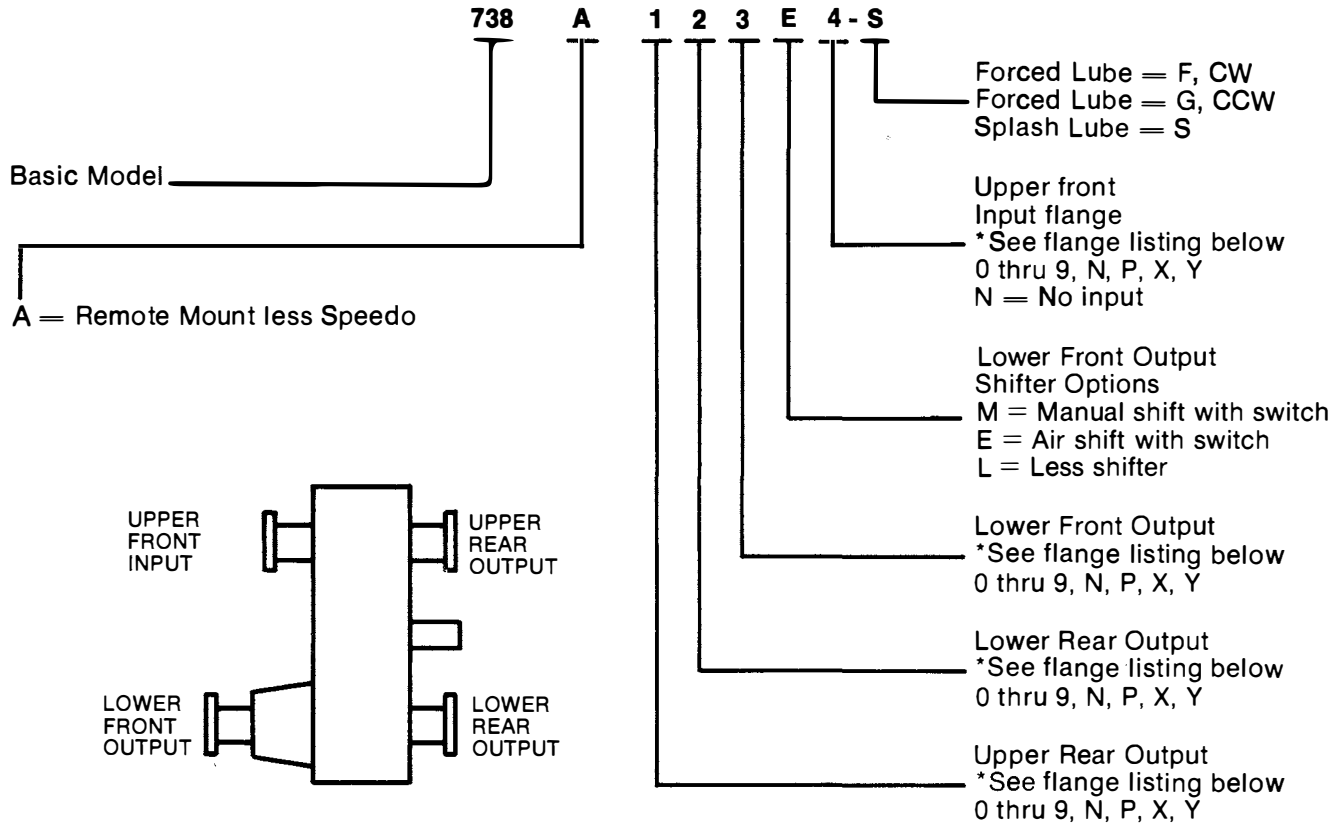 738 A 1 2 3 E 4 - S
Forced Lube = F, CW
Forced Lube = G, CCW
Splash Lube = S
Basic Model
Upper front
Input flange
*See flange listing below
0 thru 9, N, P, X, Y
N = No input
A = Remote Mount less Speedo
Lower Front Output
Shifter Options
M = Manual shift with switch
E = Air shift with switch
L = Less shifter
UPPER
FRONT
INPUT
UPPER
REAR
OUTPUT
Lower Front Output
*See flange listing below
0 thru 9, N, P, X, Y
LOWER
FRONT
OUTPUT
LOWER
REAR
OUTPUT
Lower Rear Output
*See flange listing below
0 thru 9, N, P, X, Y
Upper Rear Output
*See flange listing below
0 thru 9, N, P, X, Y